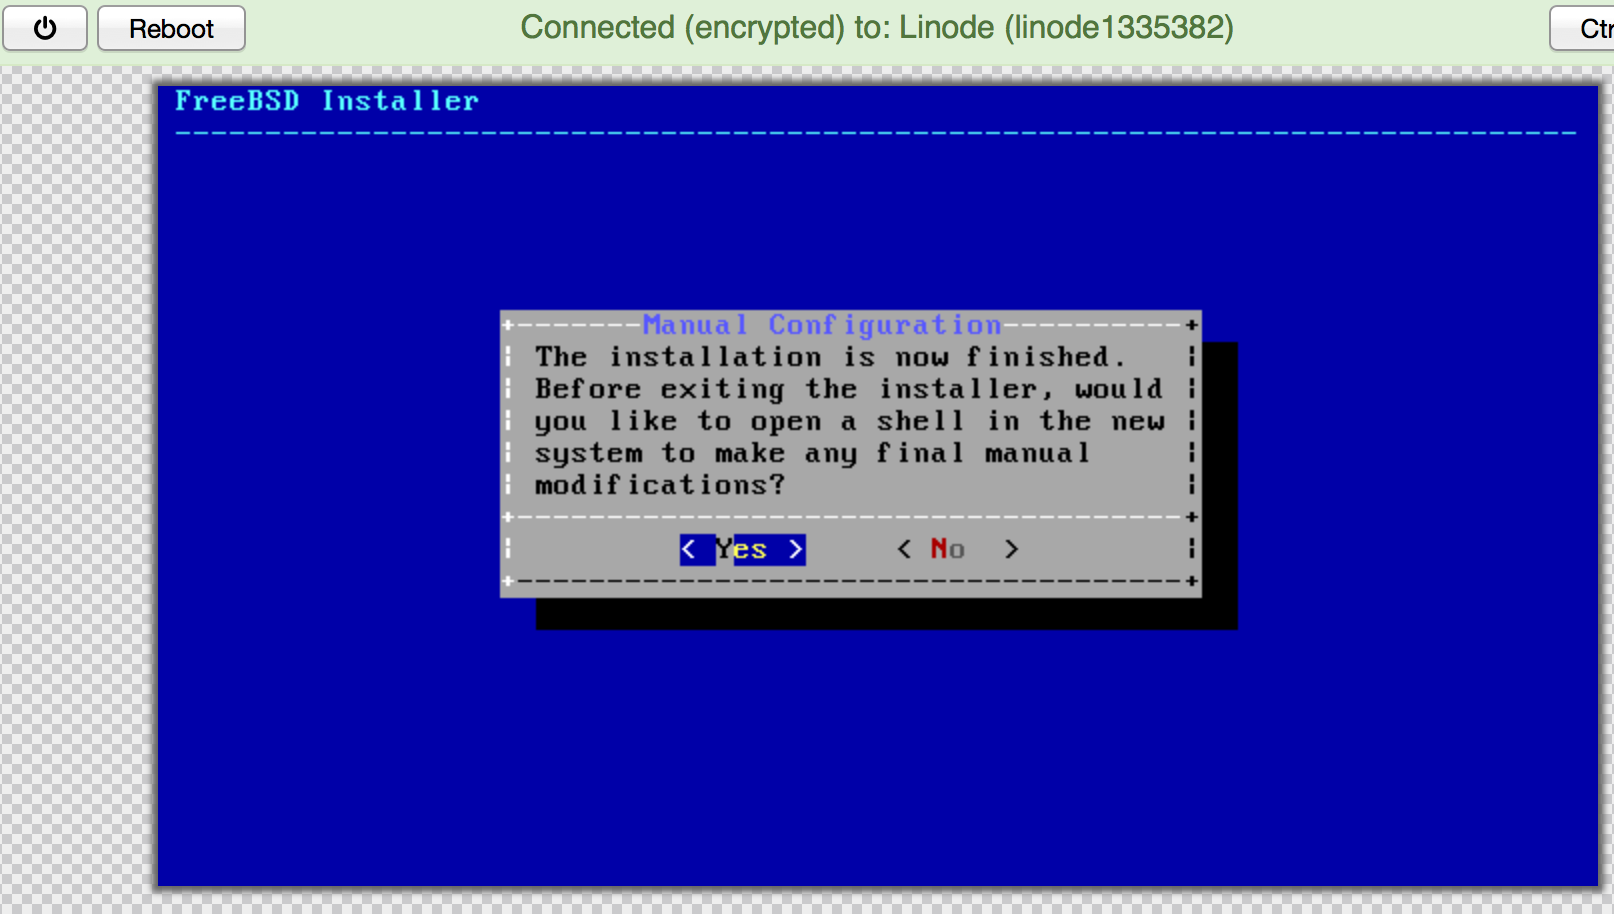 Reboot
Connected (encrypted) to: Linode (linode1335382)
Ctr
FreeBSD Installer
Manual Configuration
The installation is now finished.
Before exiting the installer, would
you like to open a shell in the new
system to make any final manual
modifications?
< Yes > < No >